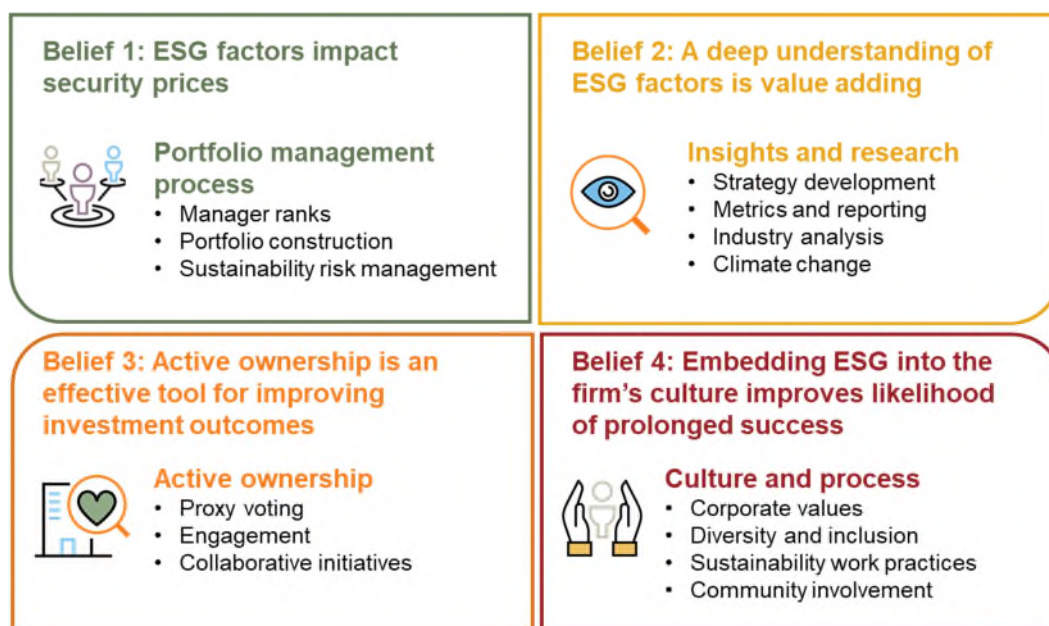 Belief 1: ESG factors impact
security prices
Portfolio management
process
• Manager ranks
• Portfolio construction
• Sustainability risk management
Belief 2: A deep understanding of
ESG factors is value adding
Insights and research
• Strategy development
• Metrics and reporting
• Industry analysis
• Climate change
Belief 3: Active ownership is an
effective tool for improving
investment outcomes
Active ownership
• Proxy voting
• Engagement
• Collaborative initiatives
Belief 4: Embedding ESG into the
firm's culture improves likelihood
of prolonged success
Culture and process
• Corporate values
• Diversity and inclusion
• Sustainability work practices
• Community involvement